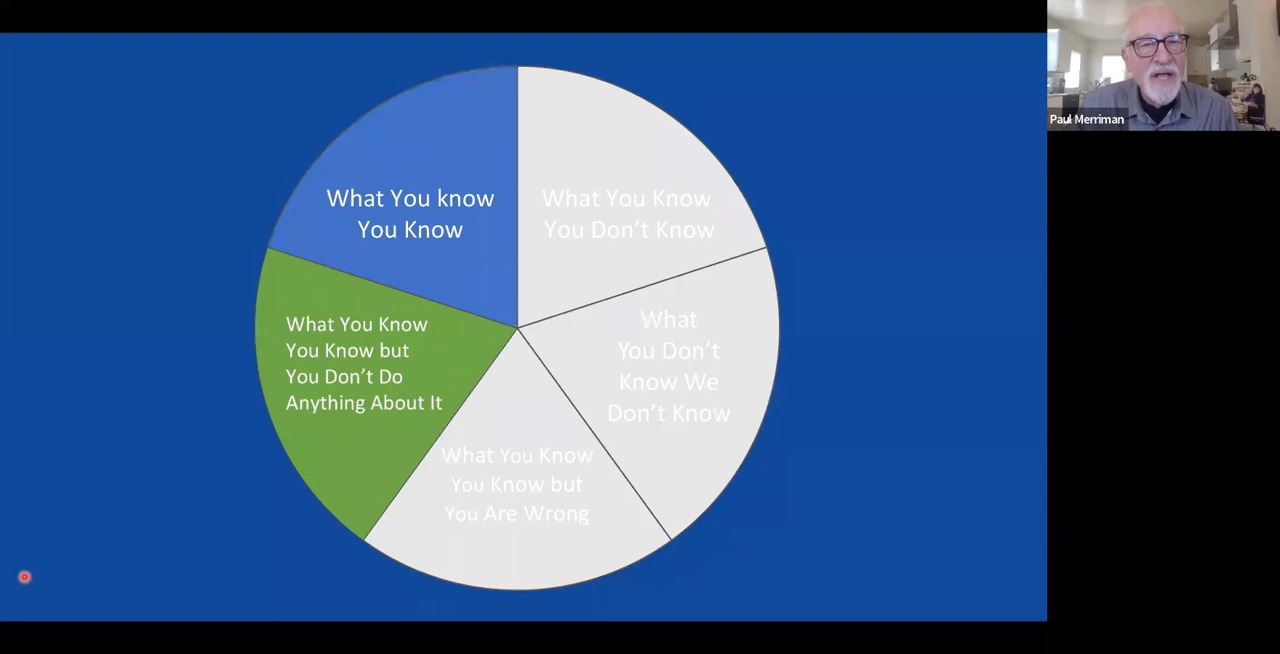 What You know
You Know
What You Know
You Don't Know
What You Know
You Know but
You Don't Do
Anything About It
What
You Don't
Know We
Don't Know
What You Know
You Know but
You Are Wrong
Paul Merriman